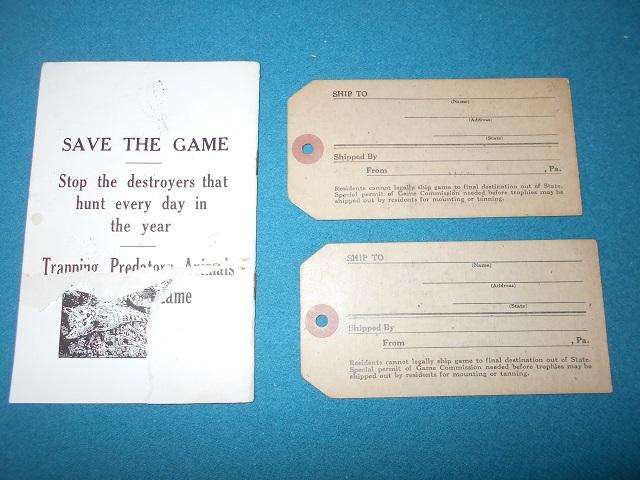 SAVE THE GAME
Stop the destroyers that
hunt every day in
the year
Trapping Predatory Animals
ame
SHIP TO
(Name)
(Address)
(State)
Shipped By
From , Pa.
Residents cannot legally ship game to final destination out of State.
Special permit of Game Commission needed before trophies may be
shipped out by residents for mounting or tanning.
SHIP TO
(Name)
(Address)
(State)
Shipped By
From , Pa.
Residents cannot legally ship game to final destination out of State.
Special permit of Game Commission needed before trophies may be
shipped out by residents for mounting or tanning.